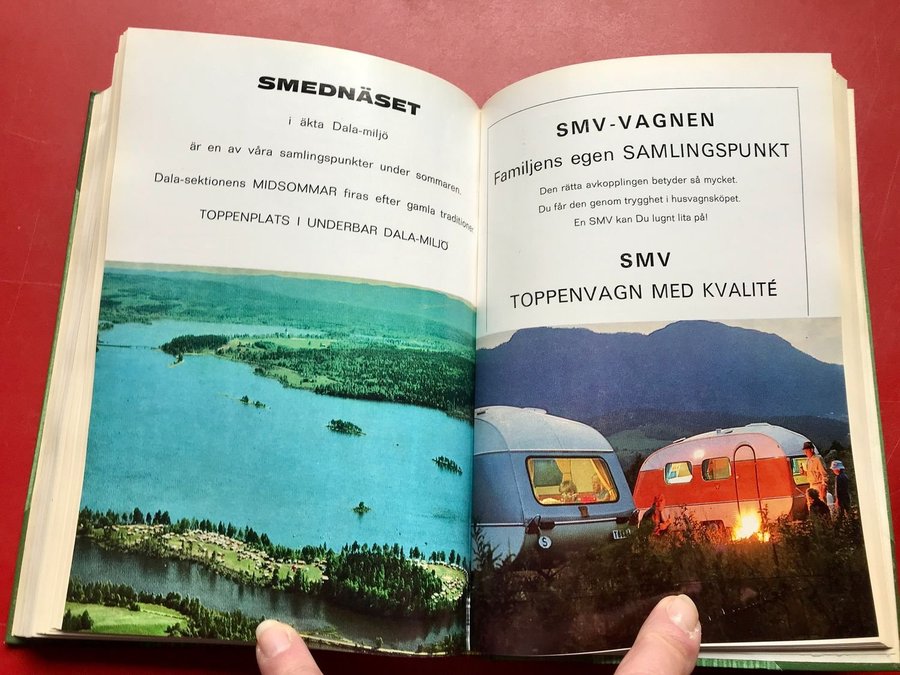 SMEDNÄSET
i äkta Dala-miljö
är en av våra samlingspunkter under sommaren.
Dala-sektionens MIDSOMMAR firas efter gamla traditioner
TOPPENPLATS I UNDERBAR DALA-MILJÖ
SMV-VAGNEN
Familjens egen SAMLINGSPUNKT
Den rätta avkopplingen betyder så mycket.
Du får den genom trygghet i husvagnsköpet.
En SMV kan Du lugnt lita på!
SMV
TOPPENVAGN MED KVALITÉ
S